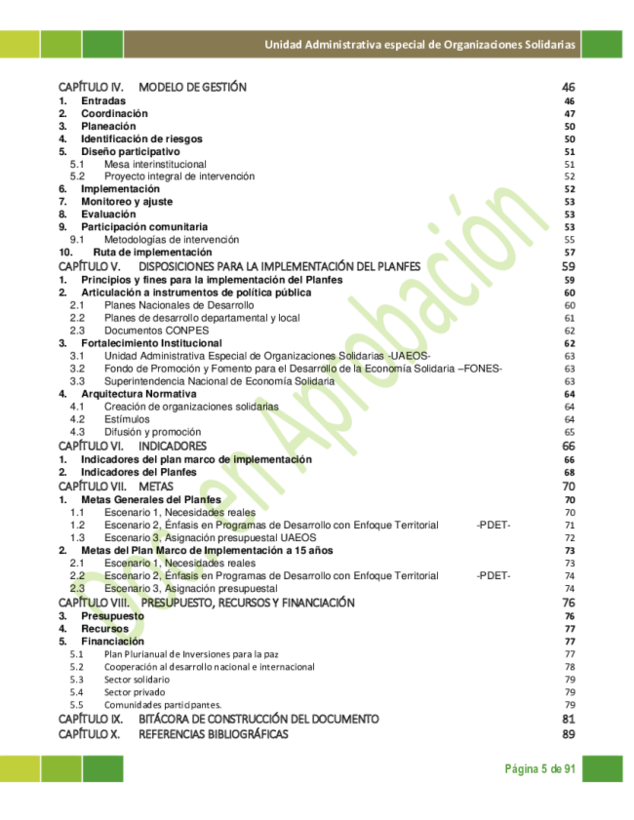 Unidad Administrativa especial de Organizaciones Solidarias
CAPÍTULO IV. MODELO DE GESTIÓN 46
1. Entradas 46
2. Coordinación 47
3. Planeación 50
4. Identificación de riesgos 50
5. Diseño participativo 51
5.1 Mesa interinstitucional 51
5.2 Proyecto integral de intervención 52
6. Implementación 52
7. Monitoreo y ajuste 53
8. Evaluación 53
9. Participación comunitaria 53
9.1 Metodologías de intervención 55
10. Ruta de implementación 57
CAPÍTULO V. DISPOSICIONES PARA LA IMPLEMENTACIÓN DEL PLANFES 59
1. Principios y fines para la implementación del Planfes 59
2. Articulación a instrumentos de política pública 60
2.1 Planes Nacionales de Desarrollo 60
2.2 Planes de desarrollo departamental y local 61
2.3 Documentos CONPES 62
3. Fortalecimiento Institucional 62
3.1 Unidad Administrativa Especial de Organizaciones Solidarias -UAEOS- 63
3.2 Fondo de Promoción y Fomento para el Desarrollo de la Economía Solidaria –FONES- 63
3.3 Superintendencia Nacional de Economía Solidaria 63
4. Arquitectura Normativa 64
4.1 Creación de organizaciones solidarias 64
4.2 Estímulos 64
4.3 Difusión y promoción 65
CAPÍTULO VI. INDICADORES 66
1. Indicadores del plan marco de implementación 66
2. Indicadores del Planfes 68
CAPÍTULO VII. METAS 70
1. Metas Generales del Planfes 70
1.1 Escenario 1, Necesidades reales 70
1.2 Escenario 2, Énfasis en Programas de Desarrollo con Enfoque Territorial -PDET- 71
1.3 Escenario 3, Asignación presupuestal UAEOS 72
2. Metas del Plan Marco de Implementación a 15 años 73
2.1 Escenario 1, Necesidades reales 73
2.2 Escenario 2, Énfasis en Programas de Desarrollo con Enfoque Territorial -PDET- 74
2.3 Escenario 3, Asignación presupuestal 74
CAPÍTULO VIII. PRESUPUESTO, RECURSOS Y FINANCIACIÓN 76
3. Presupuesto 76
4. Recursos 77
5. Financiación 77
5.1 Plan Plurianual de Inversiones para la paz 77
5.2 Cooperación al desarrollo nacional e internacional 78
5.3 Sector solidario 79
5.4 Sector privado 79
5.5 Comunidades participantes. 79
CAPÍTULO IX. BITÁCORA DE CONSTRUCCIÓN DEL DOCUMENTO 81
CAPÍTULO X. REFERENCIAS BIBLIOGRÁFICAS 89
Doc. en Aprobación
Página 5 de 91